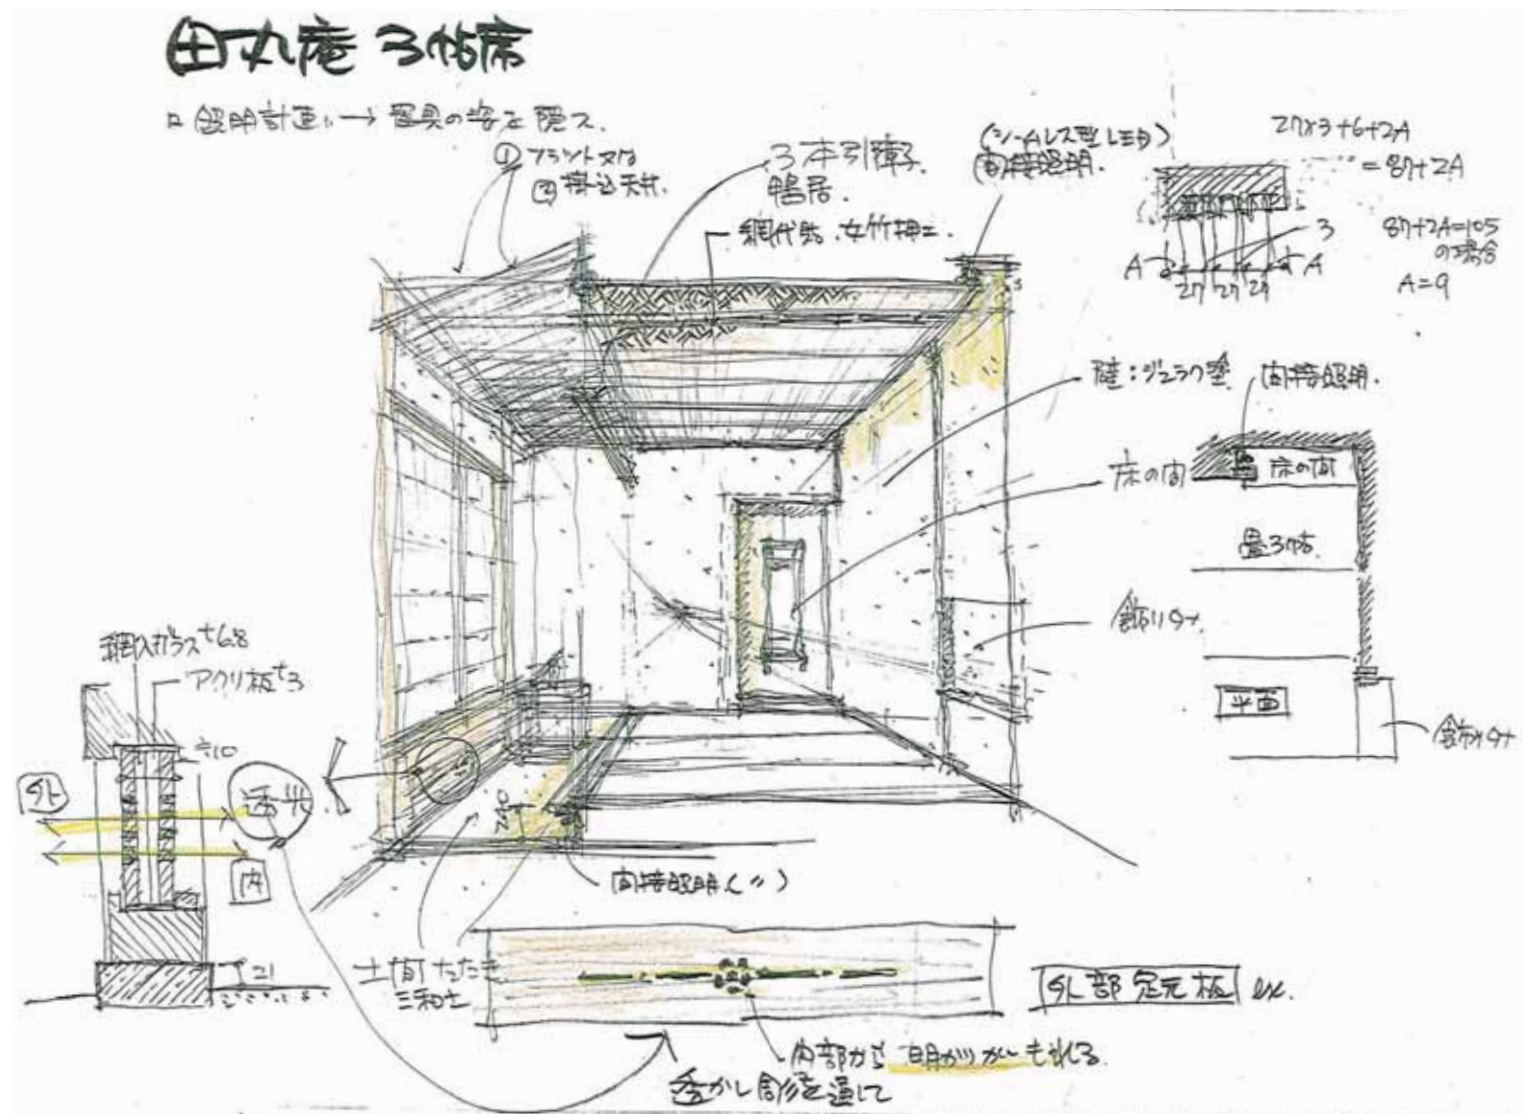 田丸庵 3帖席
照明計画 → 器具の姿を隠ス.
① フラット又は
② 掛込天井.
3本引障子
鴨居.
網代貼.女竹押エ.
(シームレス型LED)
間接照明.
27×3+6+2A
= 87+2A
87+2A=105
の場合
A=9
3
A
A
27 27 27
壁:ジュラク塗
間接照明.
床の間
床の間
畳3帖
飾り台
平面
飾り台
網入ガラス t6.8
アクリ板 t3
≒10
外
透光
内
21
240
間接照明(〃)
土間たたき
三和土
外部足元板 ex.
内部から 明かりがもれる
透かし彫を通して